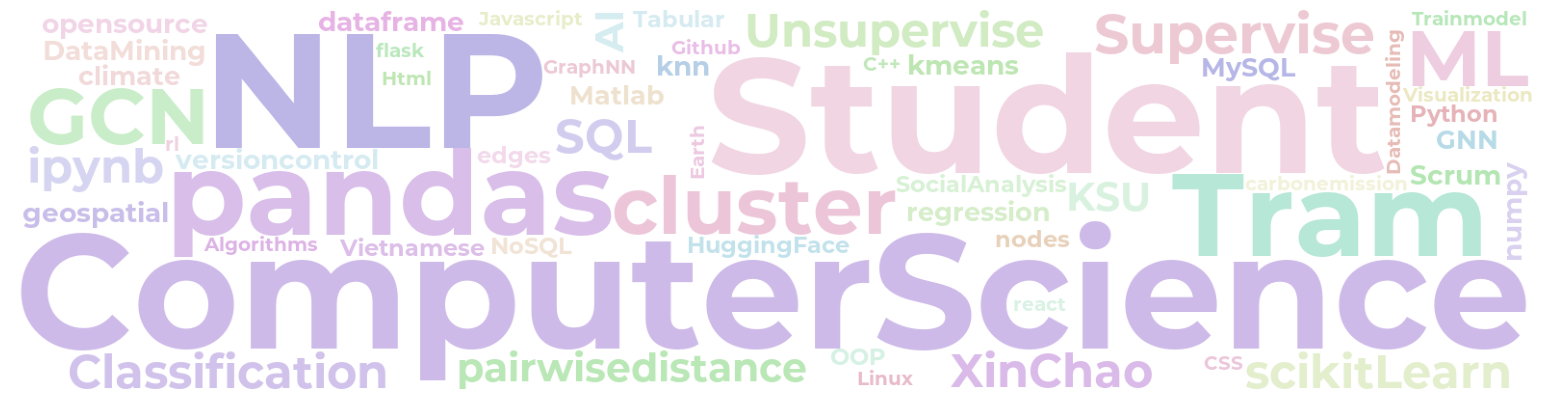 opensource
dataframe
Javascript
AI
Tabular
Unsupervise
Supervise
Trainmodel
DataMining
NLP
flask
Github
Student
ML
climate
Html
GraphNN
knn
C++
kmeans
MySQL
Datamodeling
GCN
Matlab
Visualization
Python
rl
SQL
Earth
GNN
ipynb
versioncontrol
edges
pandas
cluster
SocialAnalysis
KSU
Tram
carbonemission
Scrum
numpy
geospatial
regression
Algorithms
Vietnamese
NoSQL
HuggingFace
nodes
ComputerScience
react
Classification
pairwisedistance
OOP
Linux
XinChao
CSS
scikitLearn